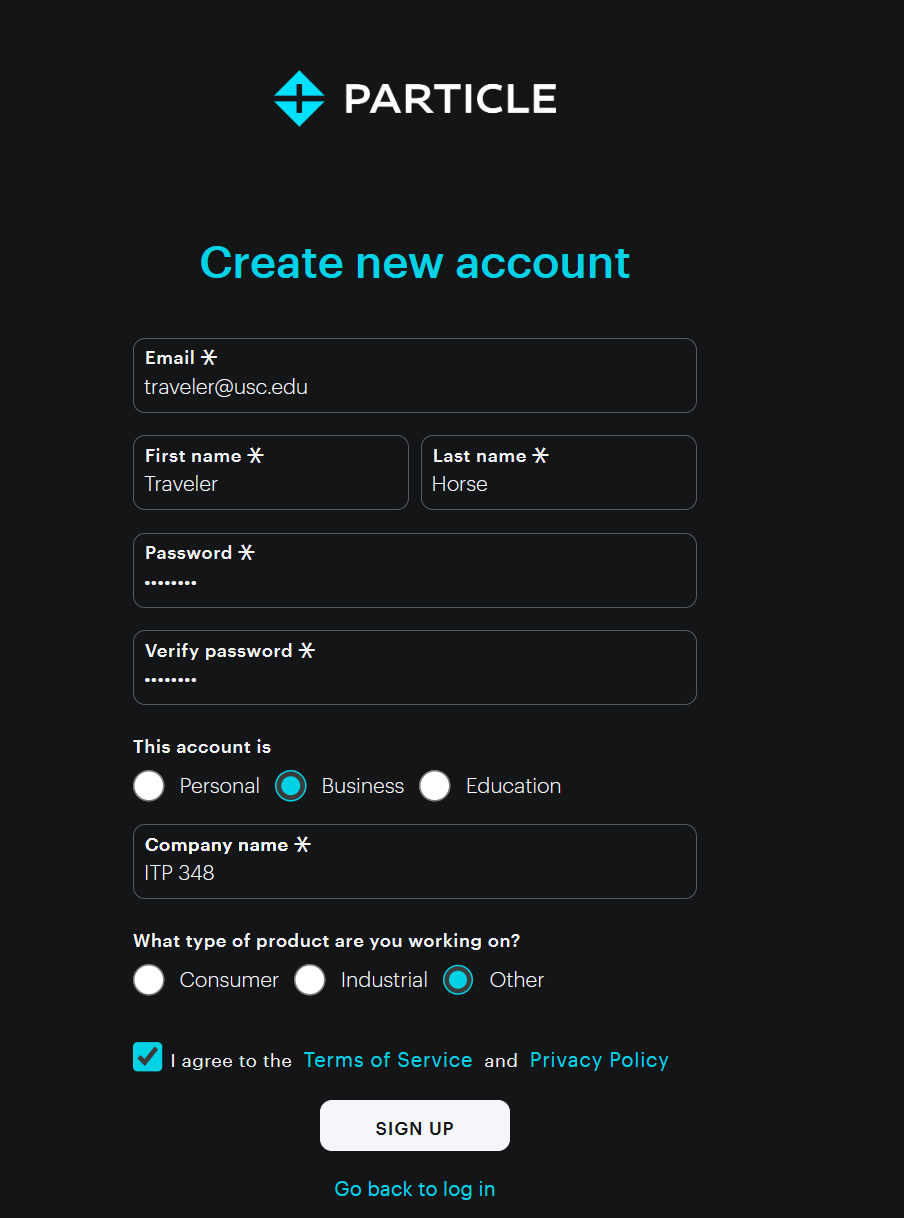 PARTICLE
Create new account
Email *
traveler@usc.edu
First name * Last name *
Traveler Horse
Password *
••••••••
Verify password *
••••••••
This account is
Personal Business Education
Company name *
ITP 348
What type of product are you working on?
Consumer Industrial Other
I agree to the Terms of Service and Privacy Policy
SIGN UP
Go back to log in